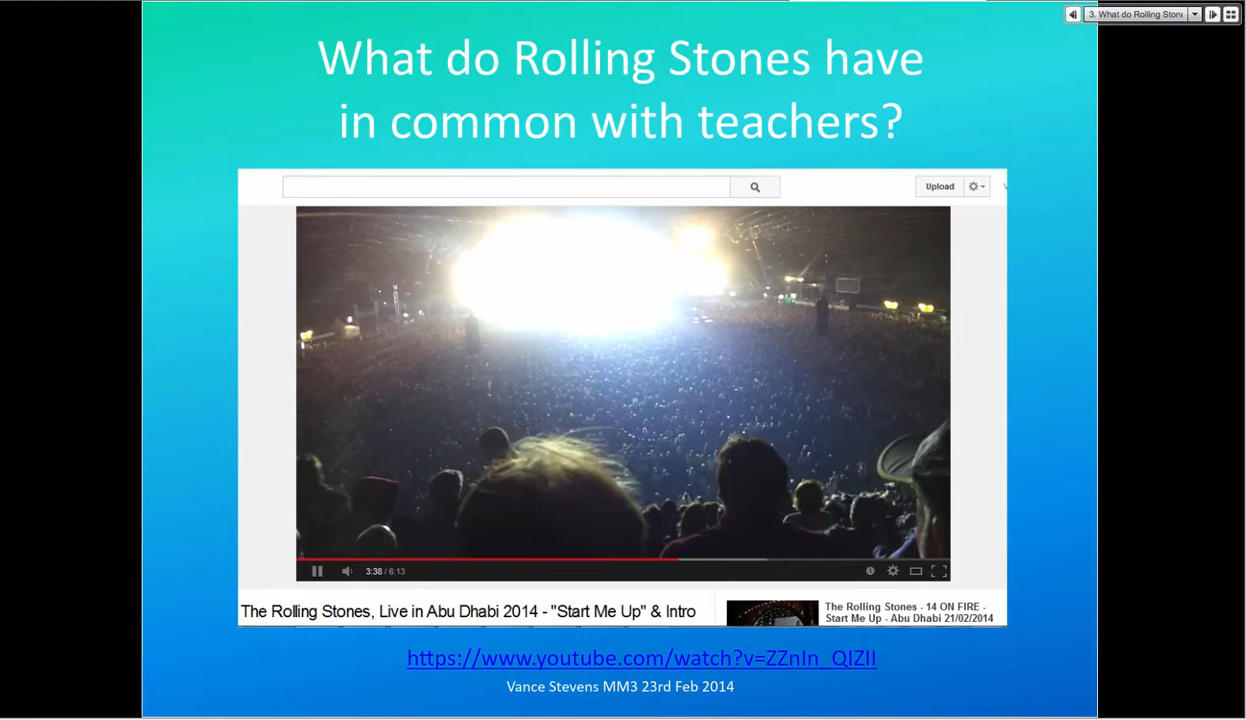 3. What do Rolling Stone
What do Rolling Stones have
in common with teachers?
Upload
3:38 / 6:13
The Rolling Stones, Live in Abu Dhabi 2014 - "Start Me Up" & Intro
The Rolling Stones - 14 ON FIRE -
Start Me Up - Abu Dhabi 21/02/2014
https://www.youtube.com/watch?v=ZZnIn_QIZII
Vance Stevens MM3 23rd Feb 2014